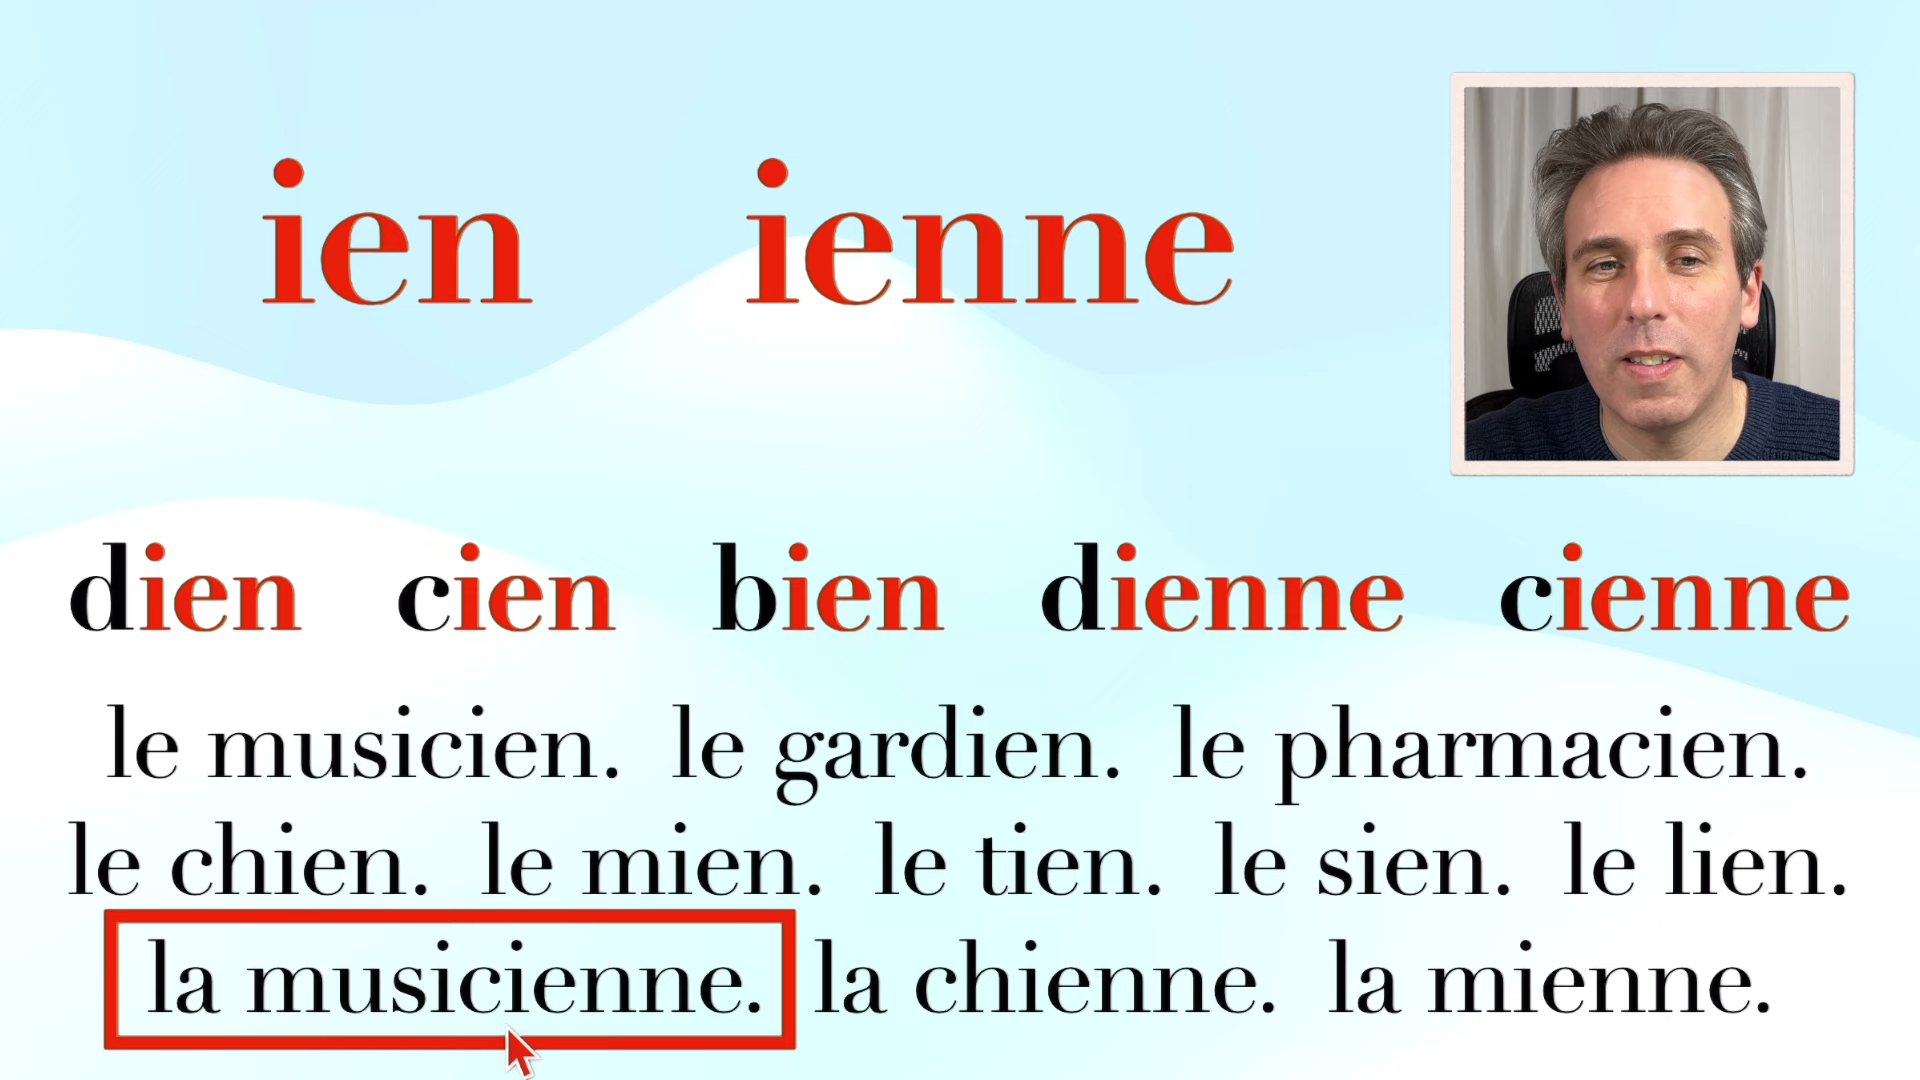 ien ienne
dien cien bien dienne cienne
le musicien. le gardien. le pharmacien.
le chien. le mien. le tien. le sien. le lien.
la musicienne. la chienne. la mienne.